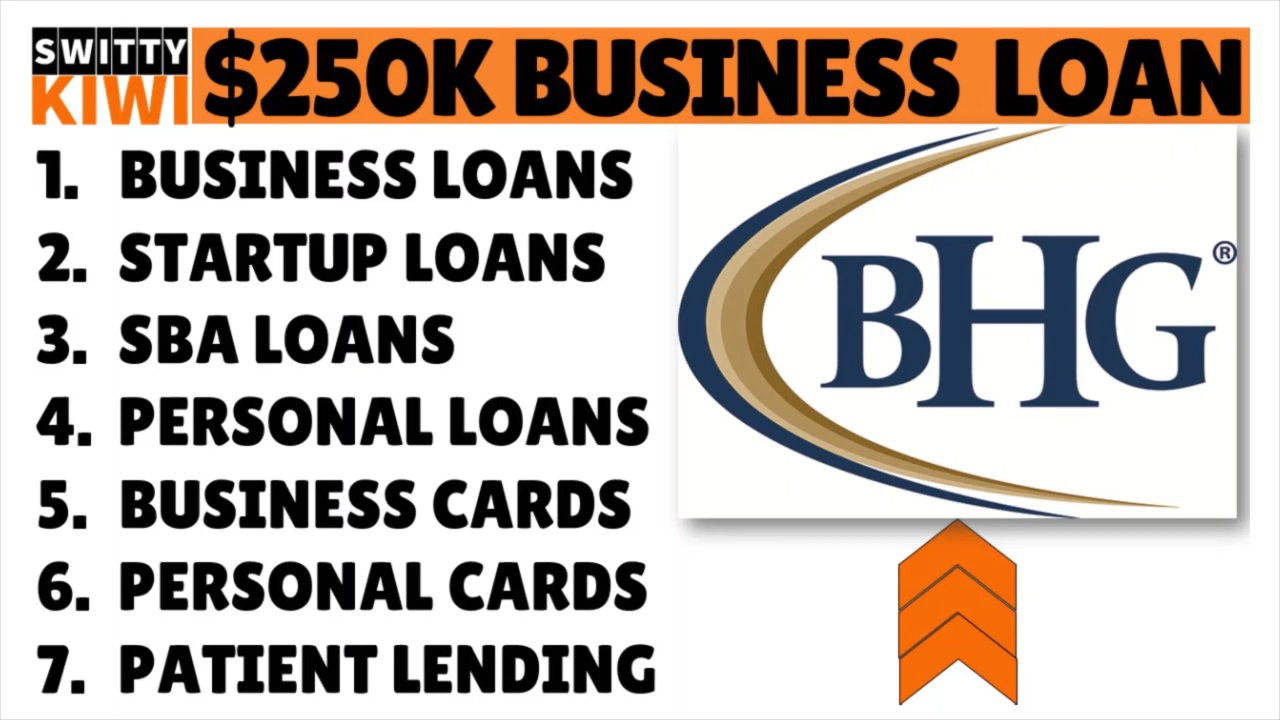 SWITTY
KIWI
$250K BUSINESS LOAN
1. BUSINESS LOANS
2. STARTUP LOANS
3. SBA LOANS
4. PERSONAL LOANS
5. BUSINESS CARDS
6. PERSONAL CARDS
7. PATIENT LENDING
BHG®